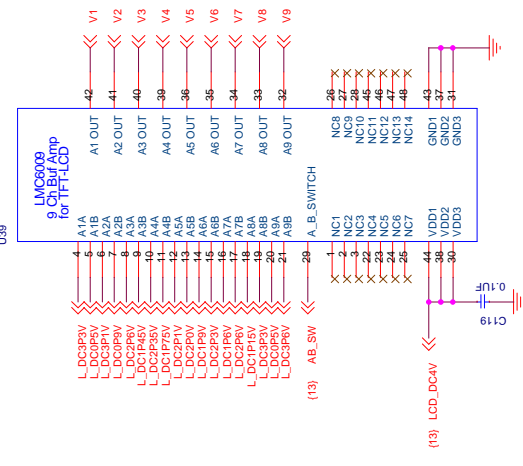 U39
LMC6009
9 Ch Buf Amp
for TFT-LCD
L_DC3P3V 4 A1A
L_DC0P5V 5 A1B
L_DC3P1V 6 A2A
L_DC0P9V 7 A2B
L_DC2P6V 8 A3A
L_DC1P45V 9 A3B
L_DC2P35V 10 A4A
L_DC1P75V 11 A4B
L_DC2P1V 12 A5A
L_DC2P0V 13 A5B
L_DC1P9V 14 A6A
L_DC2P3V 15 A6B
L_DC1P6V 16 A7A
L_DC2P6V 17 A7B
L_DC1P15V 18 A8A
L_DC3P3V 19 A8B
L_DC0P5V 20 A9A
L_DC3P6V 21 A9B
{13} AB_SW 29 A_B_SWITCH
1 NC1
2 NC2
3 NC3
22 NC4
23 NC5
24 NC6
25 NC7
{13} LCD_DC4V 44 VDD1
38 VDD2
30 VDD3
C119
0.1UF
A1 OUT 42 V1
A2 OUT 41 V2
A3 OUT 40 V3
A4 OUT 39 V4
A5 OUT 36 V5
A6 OUT 35 V6
A7 OUT 34 V7
A8 OUT 33 V8
A9 OUT 32 V9
NC8 26
NC9 27
NC10 28
NC11 45
NC12 46
NC13 47
NC14 48
GND1 43
GND2 37
GND3 31